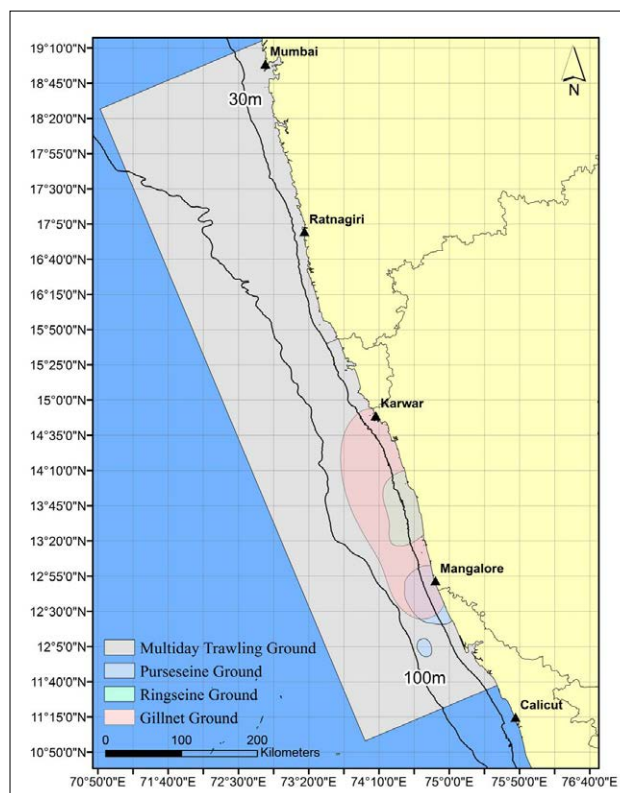 19°10'0"N
18°45'0"N
18°20'0"N
17°55'0"N
17°30'0"N
17°5'0"N
16°40'0"N
16°15'0"N
15°50'0"N
15°25'0"N
15°0'0"N
14°35'0"N
14°10'0"N
13°45'0"N
13°20'0"N
12°55'0"N
12°30'0"N
12°5'0"N
11°40'0"N
11°15'0"N
10°50'0"N
Mumbai
30m
N
Ratnagiri
Karwar
Mangalore
100m
Calicut
Multiday Trawling Ground
Purseseine Ground
Ringseine Ground
Gillnet Ground
0 100 200
Kilometers
70°50'0"E 71°40'0"E 72°30'0"E 73°20'0"E 74°10'0"E 75°0'0"E 75°50'0"E 76°40'0"E